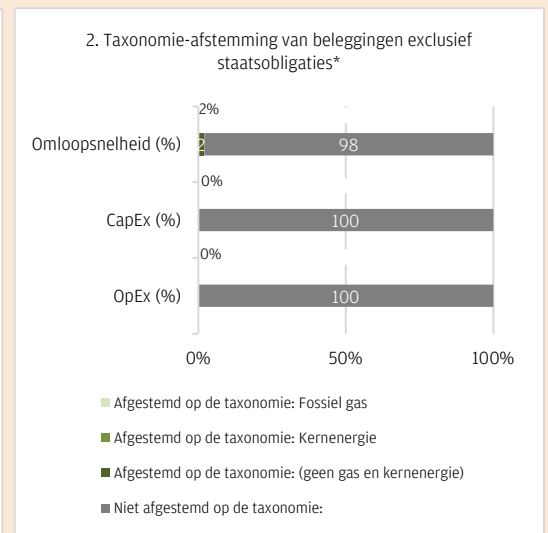 2. Taxonomie-afstemming van beleggingen exclusief
staatsobligaties*
2%
Omloopsnelheid (%)
2
98
0%
CapEx (%)
100
0%
OpEx (%)
100
0%
50%
100%
Afgestemd op de taxonomie: Fossiel gas
Afgestemd op de taxonomie: Kernenergie
Afgestemd op de taxonomie: (geen gas en kernenergie)
Niet afgestemd op de taxonomie: